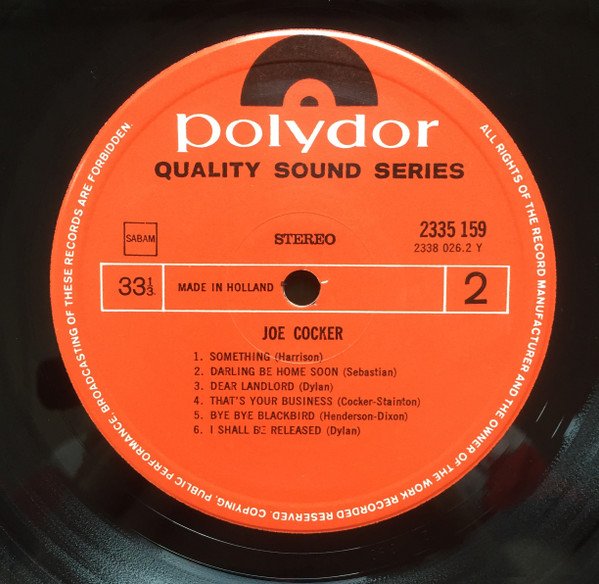 polydor
QUALITY SOUND SERIES
ALL RIGHTS OF THE RECORD MANUFACTURER AND THE OWNER OF THE WORK RECORDED RESERVED. COPYING, PUBLIC PERFORMANCE, BROADCASTING OF THESE RECORDS ARE FORBIDDEN.
SABAM
STEREO
2335 159
2338 026.2 Y
33 1/3
MADE IN HOLLAND
2
JOE COCKER
1. SOMETHING (Harrison)
2. DARLING BE HOME SOON (Sebastian)
3. DEAR LANDLORD (Dylan)
4. THAT'S YOUR BUSINESS (Cocker-Stainton)
5. BYE BYE BLACKBIRD (Henderson-Dixon)
6. I SHALL BE RELEASED (Dylan)